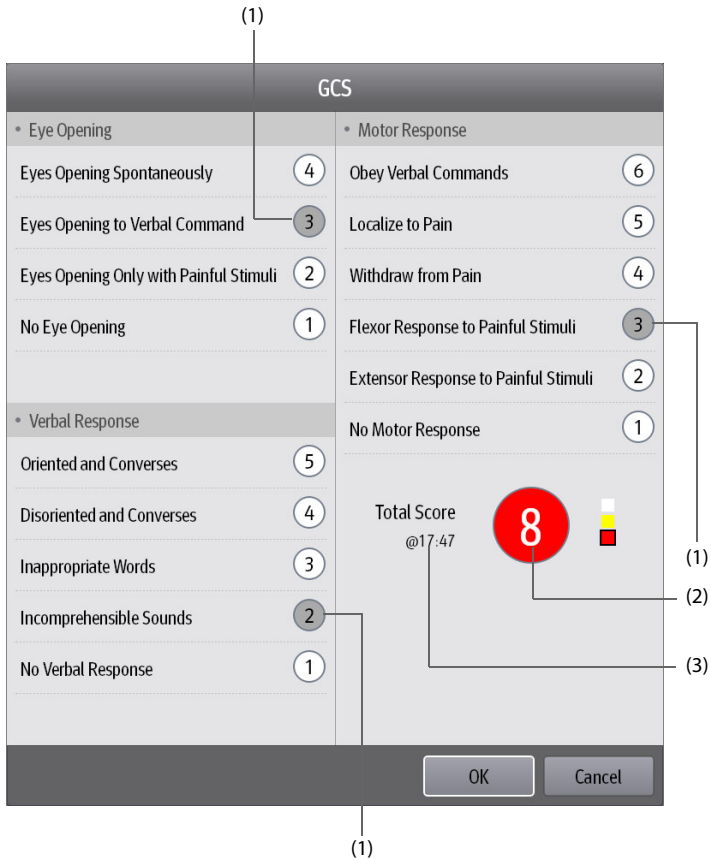 (1)
GCS
• Eye Opening
Eyes Opening Spontaneously 4
Eyes Opening to Verbal Command 3
Eyes Opening Only with Painful Stimuli 2
No Eye Opening 1
• Verbal Response
Oriented and Converses 5
Disoriented and Converses 4
Inappropriate Words 3
Incomprehensible Sounds 2
No Verbal Response 1
• Motor Response
Obey Verbal Commands 6
Localize to Pain 5
Withdraw from Pain 4
Flexor Response to Painful Stimuli 3
Extensor Response to Painful Stimuli 2
No Motor Response 1
Total Score 8
@17:47
(1)
(2)
(3)
OK Cancel
(1)